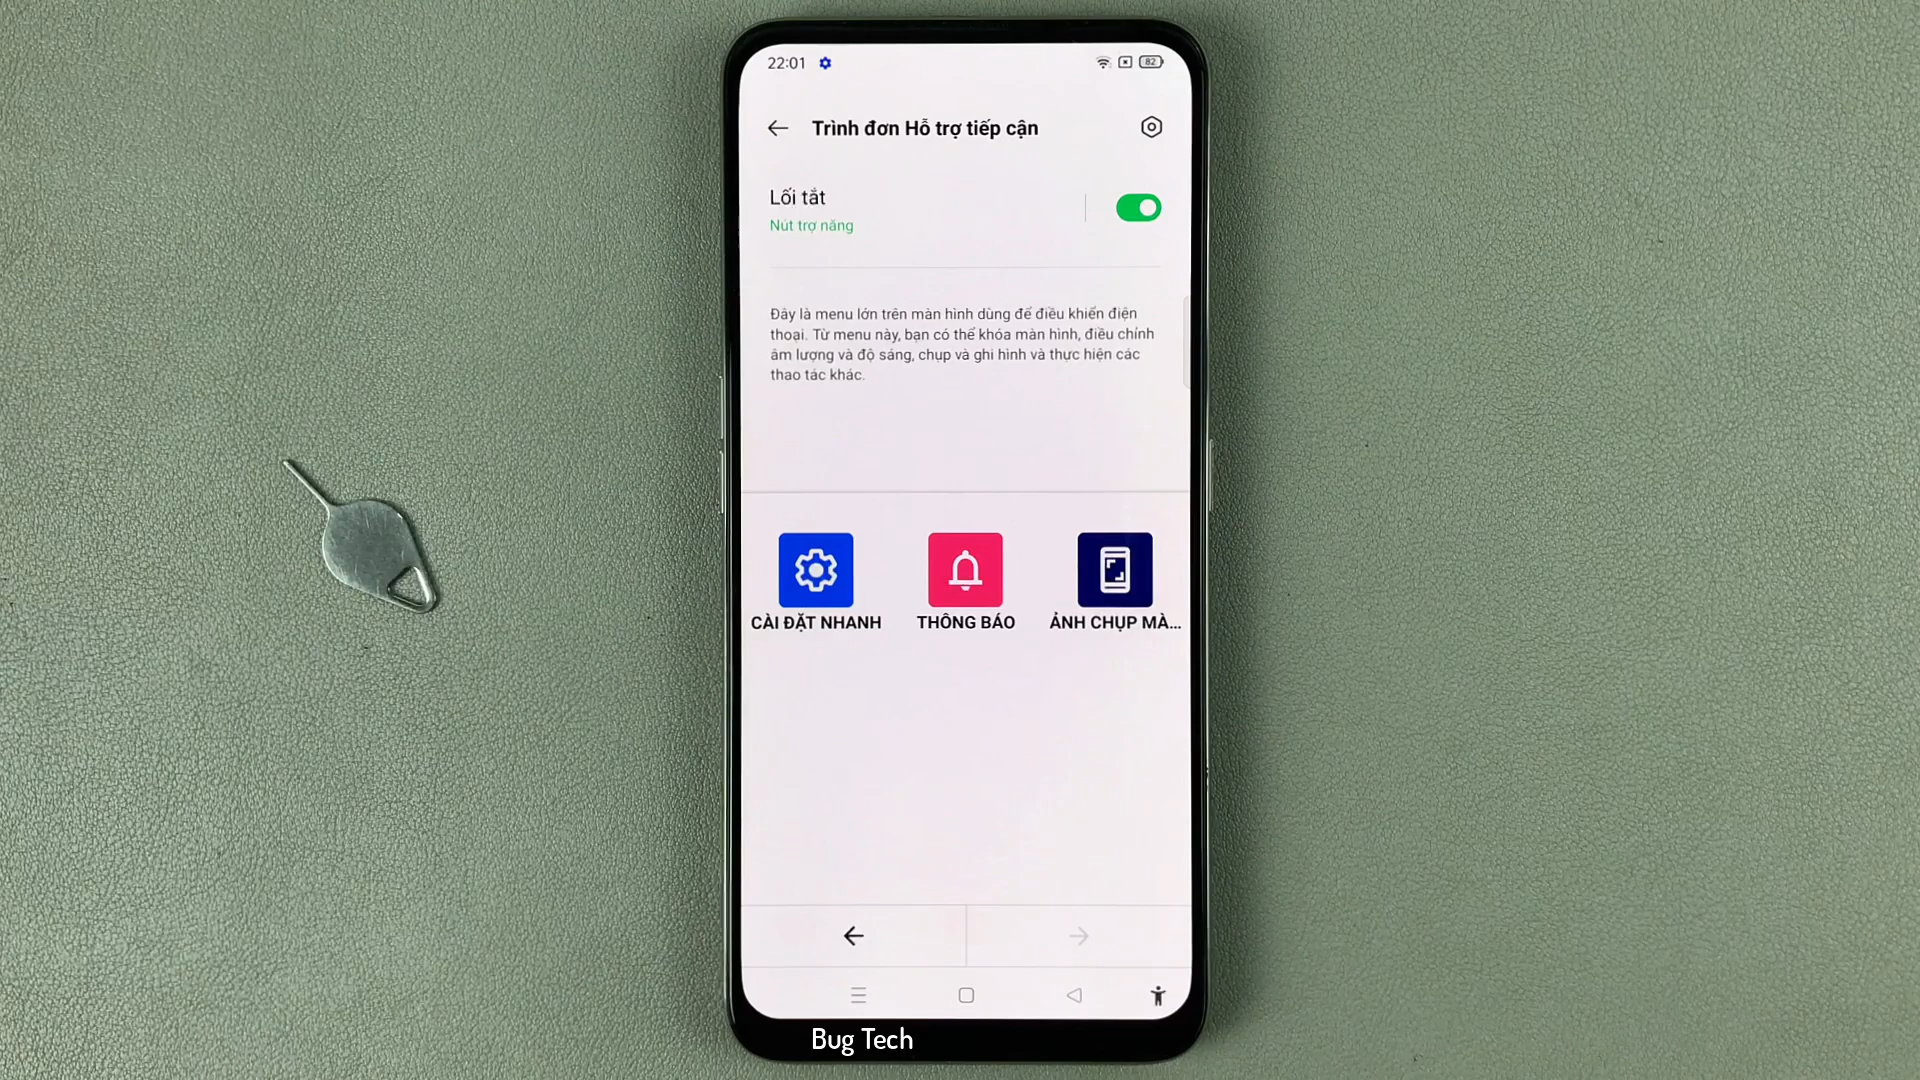 22:01
82
Trình đơn Hỗ trợ tiếp cận
Lối tắt
Nút trợ năng
Đây là menu lớn trên màn hình dùng để điều khiển điện
thoại. Từ menu này, bạn có thể khóa màn hình, điều chỉnh
âm lượng và độ sáng, chụp và ghi hình và thực hiện các
thao tác khác.
CÀI ĐẶT NHANH
THÔNG BÁO
ẢNH CHỤP MÀ...
Bug Tech